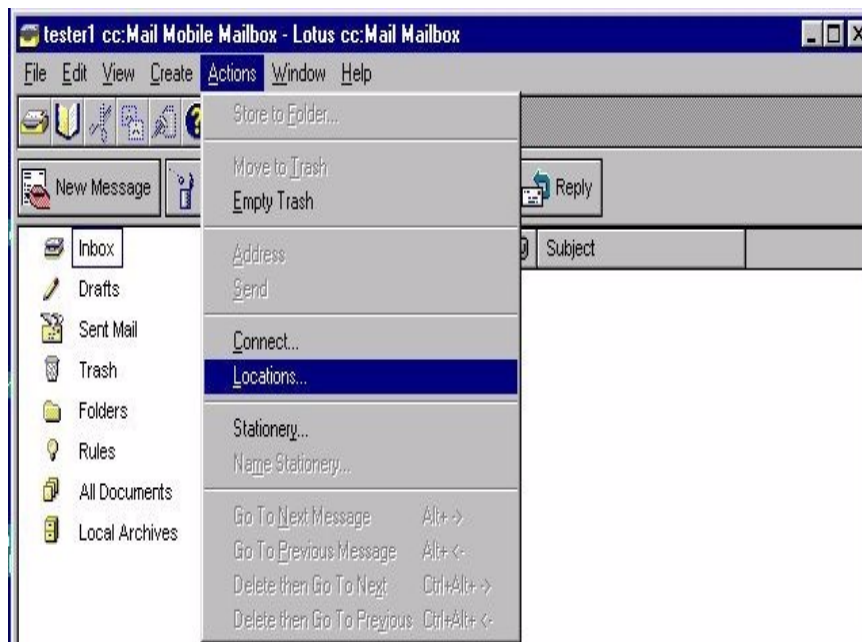 tester1 cc:Mail Mobile Mailbox - Lotus cc:Mail Mailbox
File Edit View Create Actions Window Help
New Message
Reply
Inbox
Drafts
Sent Mail
Trash
Folders
Rules
All Documents
Local Archives
Store to Folder...
Move to Trash
Empty Trash
Address
Send
Connect...
Locations...
Stationery...
Name Stationery...
Go To Next Message Alt+ ->
Go To Previous Message Alt+ <-
Delete then Go To Next Ctrl+Alt+ ->
Delete then Go To Previous Ctrl+Alt+ <-
Subject